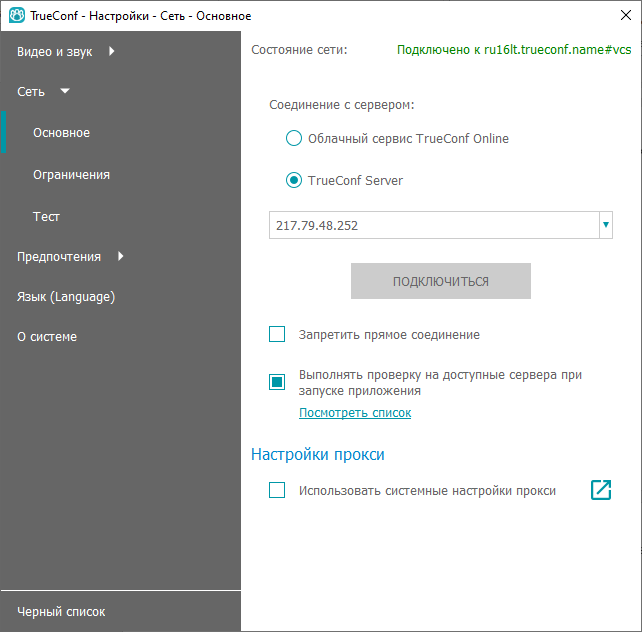 TrueConf - Настройки - Сеть - Основное
Видео и звук
Сеть
Основное
Ограничения
Тест
Предпочтения
Язык (Language)
О системе
Черный список
Состояние сети:
Подключено к ru16lt.trueconf.name#vcs
Соединение с сервером:
Облачный сервис TrueConf Online
TrueConf Server
217.79.48.252
ПОДКЛЮЧИТЬСЯ
Запретить прямое соединение
Выполнять проверку на доступные сервера при
запуске приложения
Посмотреть список
Настройки прокси
Использовать системные настройки прокси